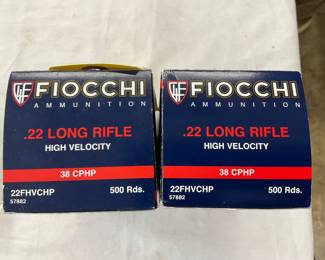 FIOCCHI
AMMUNITION
.22 LONG RIFLE
HIGH VELOCITY
38 CPHP
22FHVCHP 500 Rds.
57882
FIOCCHI
AMMUNITION
.22 LONG RIFLE
HIGH VELOCITY
38 CPHP
22FHVCHP 500 Rds.
57882